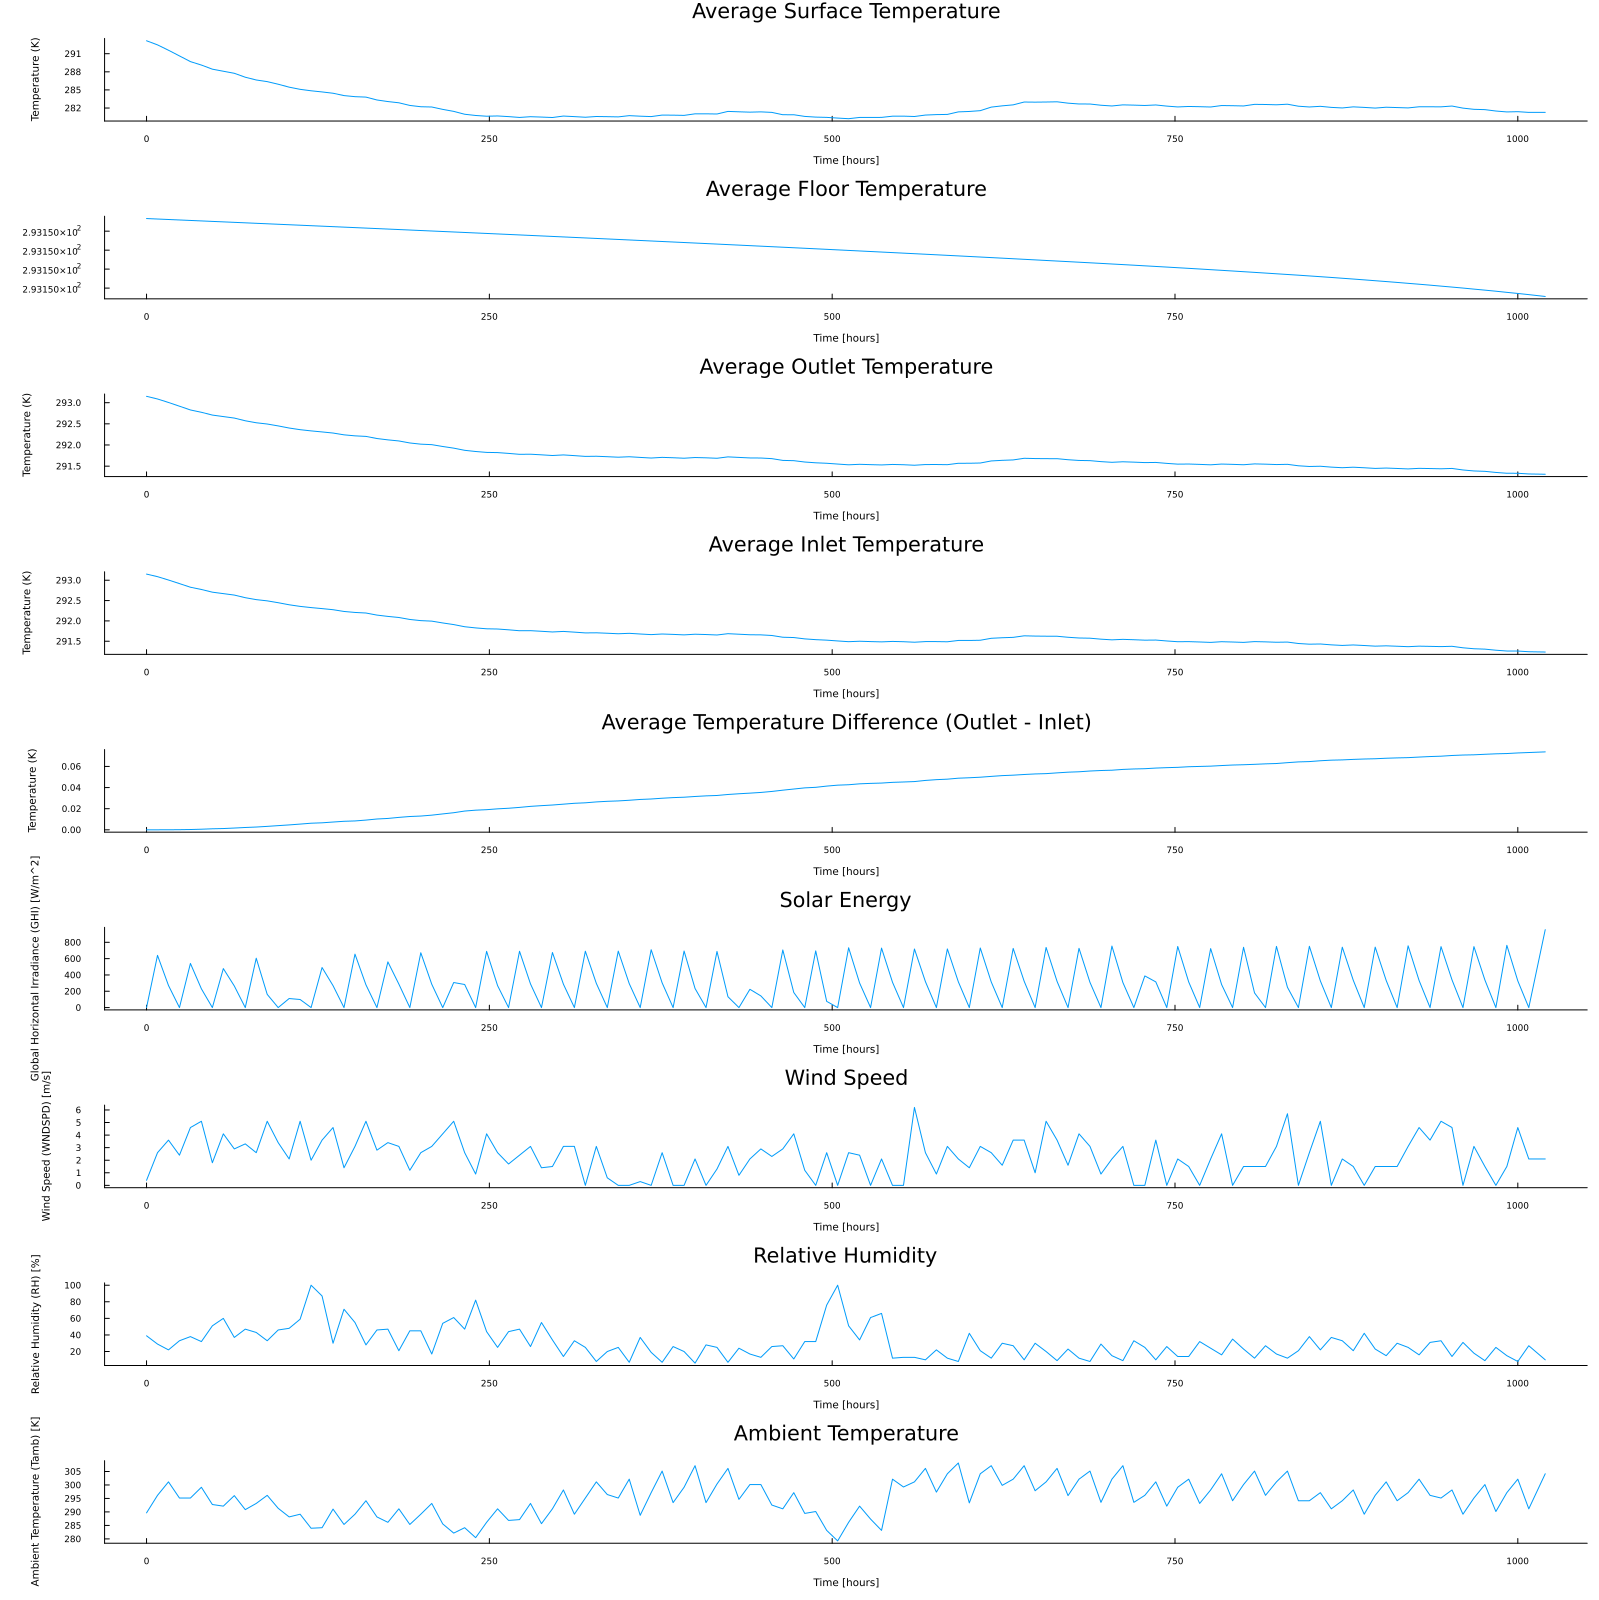 Average Surface Temperature
Temperature (K)
291
288
285
282
0 250 500 750 1000
Time [hours]
Average Floor Temperature
2.93150×10²
2.93150×10²
2.93150×10²
2.93150×10²
0 250 500 750 1000
Time [hours]
Average Outlet Temperature
Temperature (K)
293.0
292.5
292.0
291.5
0 250 500 750 1000
Time [hours]
Average Inlet Temperature
Temperature (K)
293.0
292.5
292.0
291.5
0 250 500 750 1000
Time [hours]
Average Temperature Difference (Outlet - Inlet)
Temperature (K)
0.06
0.04
0.02
0.00
0 250 500 750 1000
Time [hours]
Solar Energy
Global Horizontal Irradiance (GHI) [W/m^2]
800
600
400
200
0
0 250 500 750 1000
Time [hours]
Wind Speed
Wind Speed (WNDSPD) [m/s]
6
5
4
3
2
1
0
0 250 500 750 1000
Time [hours]
Relative Humidity
Relative Humidity (RH) [%]
100
80
60
40
20
0 250 500 750 1000
Time [hours]
Ambient Temperature
Ambient Temperature (Tamb) [K]
305
300
295
290
285
280
0 250 500 750 1000
Time [hours]